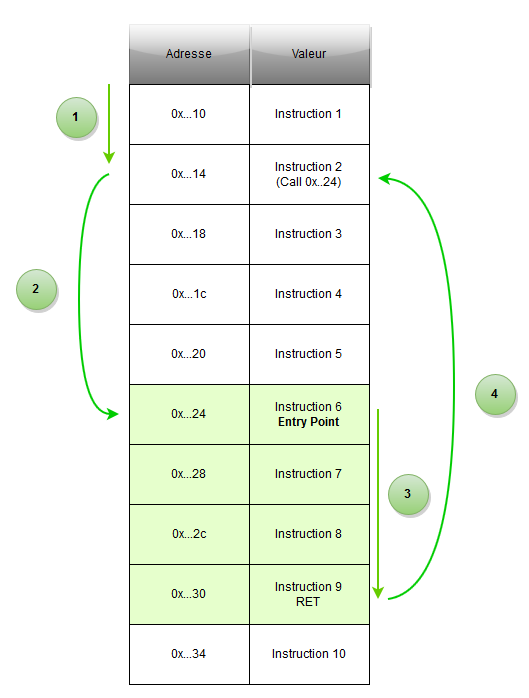 Adresse Valeur
1
0x...10 Instruction 1
0x...14 Instruction 2
(Call 0x..24)
0x...18 Instruction 3
2
0x...1c Instruction 4
0x...20 Instruction 5
4
0x...24 Instruction 6
Entry Point
0x...28 Instruction 7
3
0x...2c Instruction 8
0x...30 Instruction 9
RET
0x...34 Instruction 10